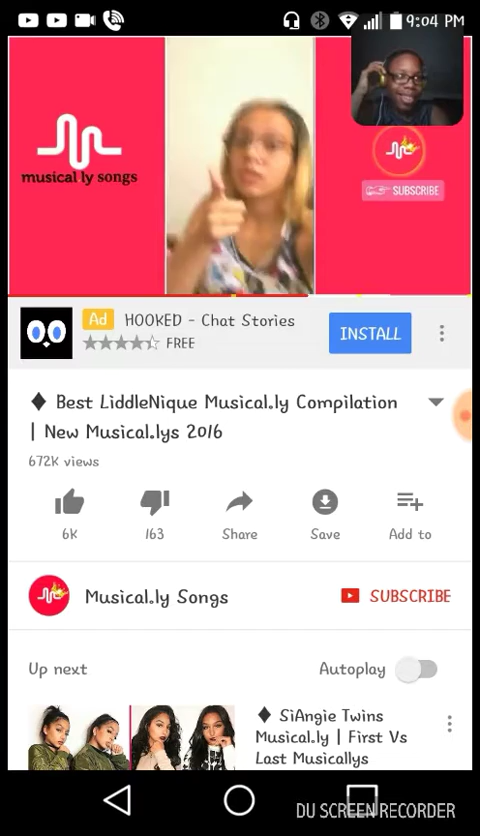 9:04 PM
musical.ly songs
SUBSCRIBE
Ad HOOKED - Chat Stories
FREE
INSTALL
♦ Best LiddleNique Musical.ly Compilation
| New Musical.lys 2016
672K views
6K
163
Share
Save
Add to
Musical.ly Songs
SUBSCRIBE
Up next
Autoplay
♦ SiAngie Twins
Musical.ly | First Vs
Last Musicallys
DU SCREEN RECORDER